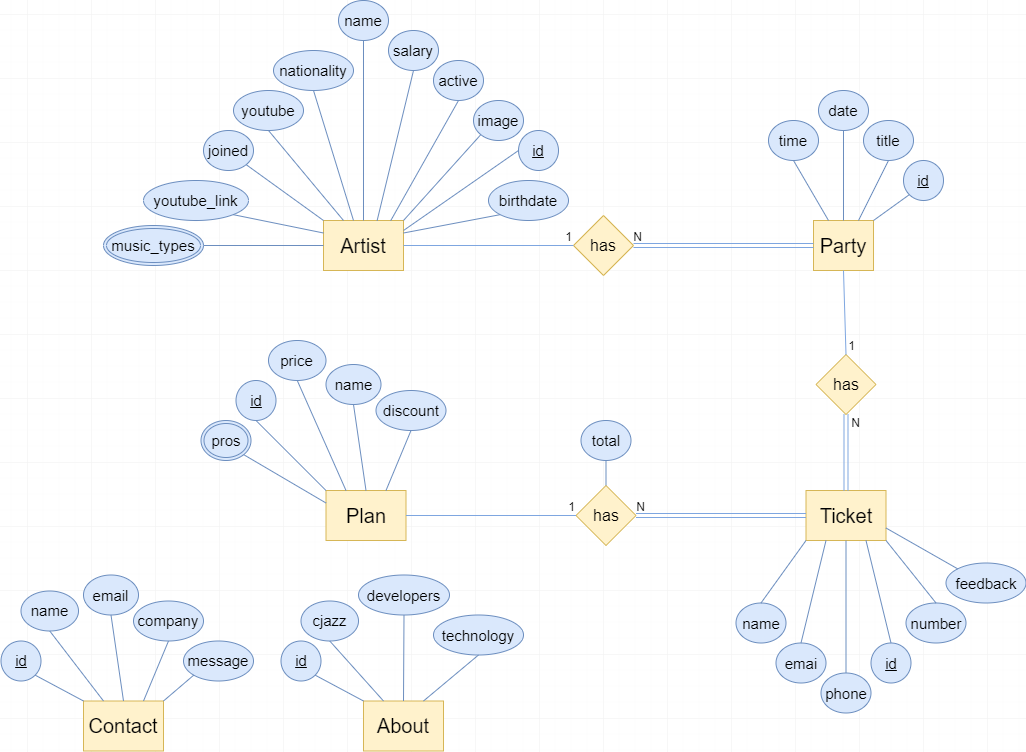 name
salary
nationality
active
youtube
image
joined
id
youtube_link
birthdate
music_types
Artist
1
has
N
date
time
title
id
Party
1
has
N
price
name
id
discount
pros
total
Plan
1
has
N
Ticket
feedback
name
number
emai
id
phone
email
name
company
id
message
Contact
developers
cjazz
technology
id
About